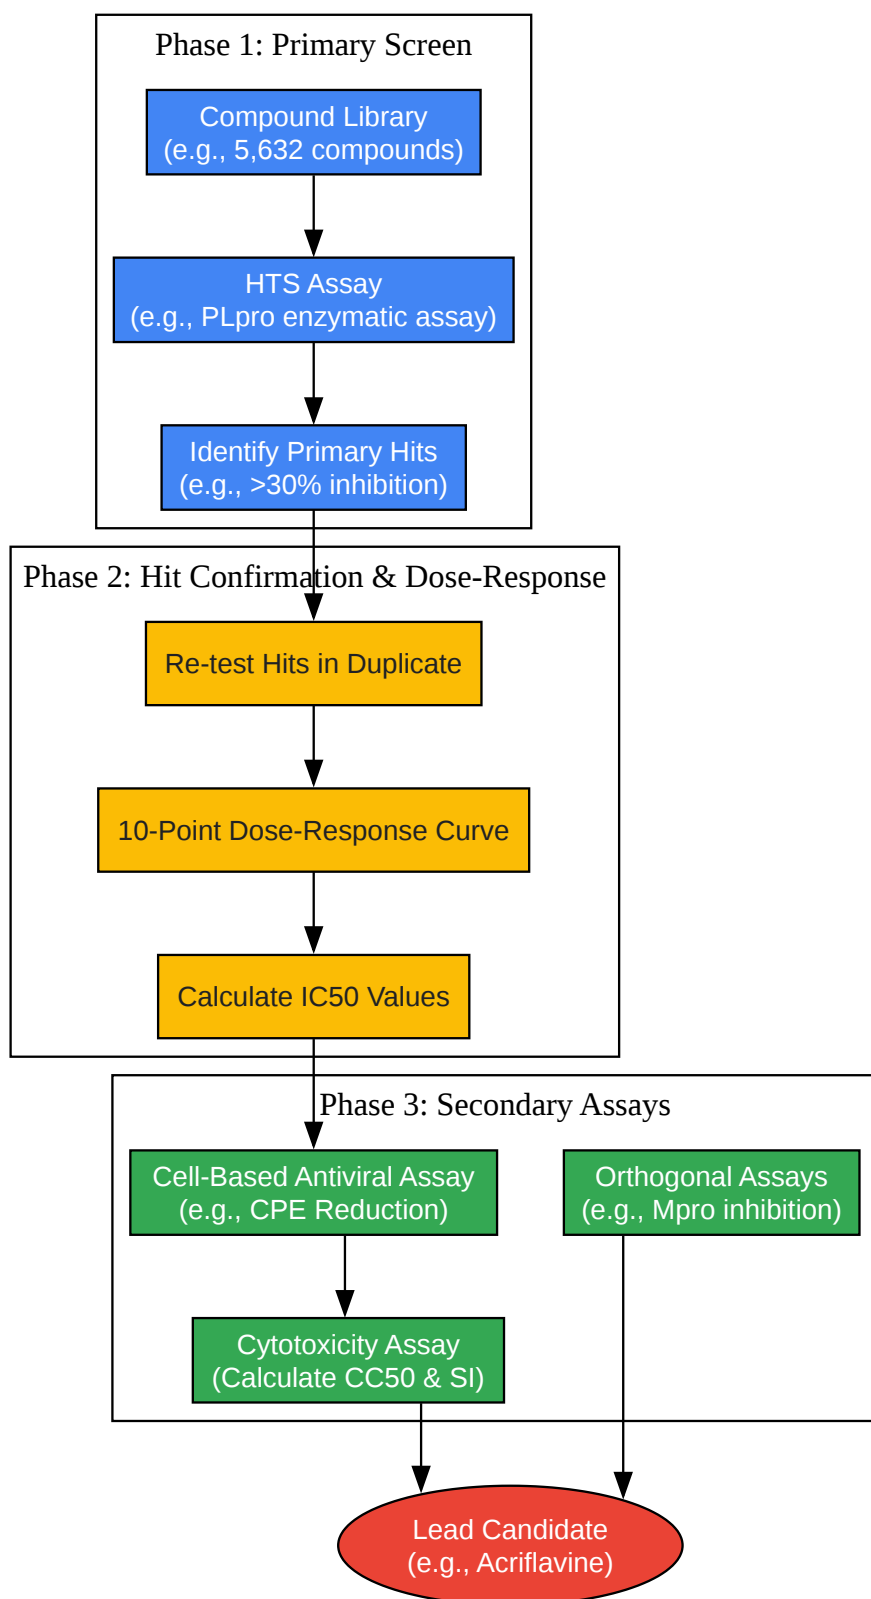 Phase 1: Primary Screen
Compound Library
(e.g., 5,632 compounds)
HTS Assay
(e.g., PLpro enzymatic assay)
Identify Primary Hits
(e.g., >30% inhibition)
Phase 2: Hit Confirmation & Dose-Response
Re-test Hits in Duplicate
10-Point Dose-Response Curve
Calculate IC50 Values
Phase 3: Secondary Assays
Cell-Based Antiviral Assay
(e.g., CPE Reduction)
Orthogonal Assays
(e.g., Mpro inhibition)
Cytotoxicity Assay
(Calculate CC50 & SI)
Lead Candidate
(e.g., Acriflavine)